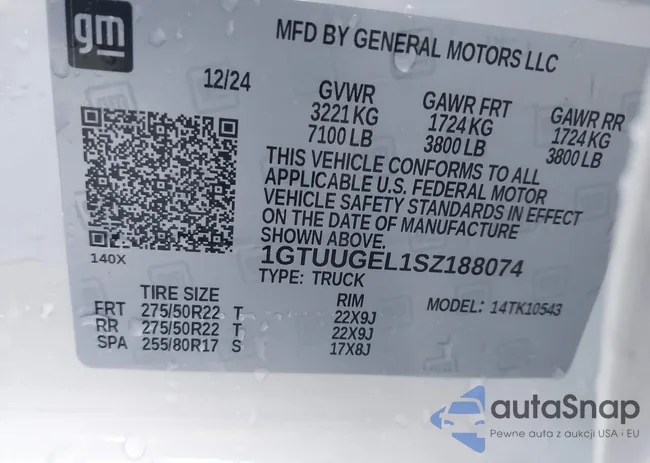 gm
MFD BY GENERAL MOTORS LLC
12/24
GVWR GAWR FRT GAWR RR
3221 KG 1724 KG 1724 KG
7100 LB 3800 LB 3800 LB
THIS VEHICLE CONFORMS TO ALL
APPLICABLE U.S. FEDERAL MOTOR
VEHICLE SAFETY STANDARDS IN EFFECT
ON THE DATE OF MANUFACTURE
SHOWN ABOVE.
140X
1GTUUGEL1SZ188074
TYPE: TRUCK
TIRE SIZE RIM MODEL: 14TK10543
FRT 275/50R22 T 22X9J
RR 275/50R22 T 22X9J
SPA 255/80R17 S 17X8J
autoSnap
Pewne auta z aukcji USA i EU